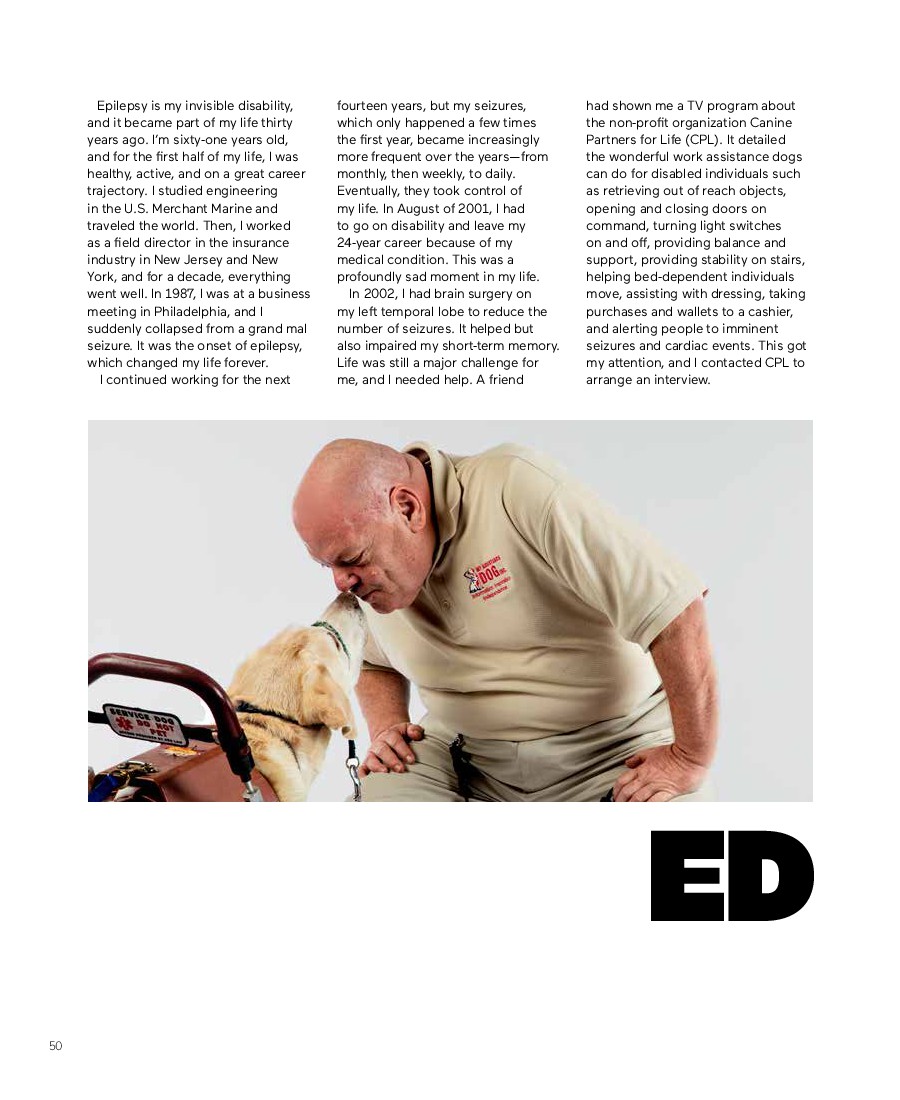 Epilepsy is my invisible disability,
and it became part of my life thirty
years ago. I'm sixty-one years old,
and for the first half of my life, I was
healthy, active, and on a great career
trajectory. I studied engineering
in the U.S. Merchant Marine and
traveled the world. Then, I worked
as a field director in the insurance
industry in New Jersey and New
York, and for a decade, everything
went well. In 1987, I was at a business
meeting in Philadelphia, and I
suddenly collapsed from a grand mal
seizure. It was the onset of epilepsy,
which changed my life forever.
I continued working for the next
fourteen years, but my seizures,
which only happened a few times
the first year, became increasingly
more frequent over the years—from
monthly, then weekly, to daily.
Eventually, they took control of
my life. In August of 2001, I had
to go on disability and leave my
24-year career because of my
medical condition. This was a
profoundly sad moment in my life.
In 2002, I had brain surgery on
my left temporal lobe to reduce the
number of seizures. It helped but
also impaired my short-term memory.
Life was still a major challenge for
me, and I needed help. A friend
had shown me a TV program about
the non-profit organization Canine
Partners for Life (CPL). It detailed
the wonderful work assistance dogs
can do for disabled individuals such
as retrieving out of reach objects,
opening and closing doors on
command, turning light switches
on and off, providing balance and
support, providing stability on stairs,
helping bed-dependent individuals
move, assisting with dressing, taking
purchases and wallets to a cashier,
and alerting people to imminent
seizures and cardiac events. This got
my attention, and I contacted CPL to
arrange an interview.
DOG
SERVICE DOG
DO NOT
PET
ED
50